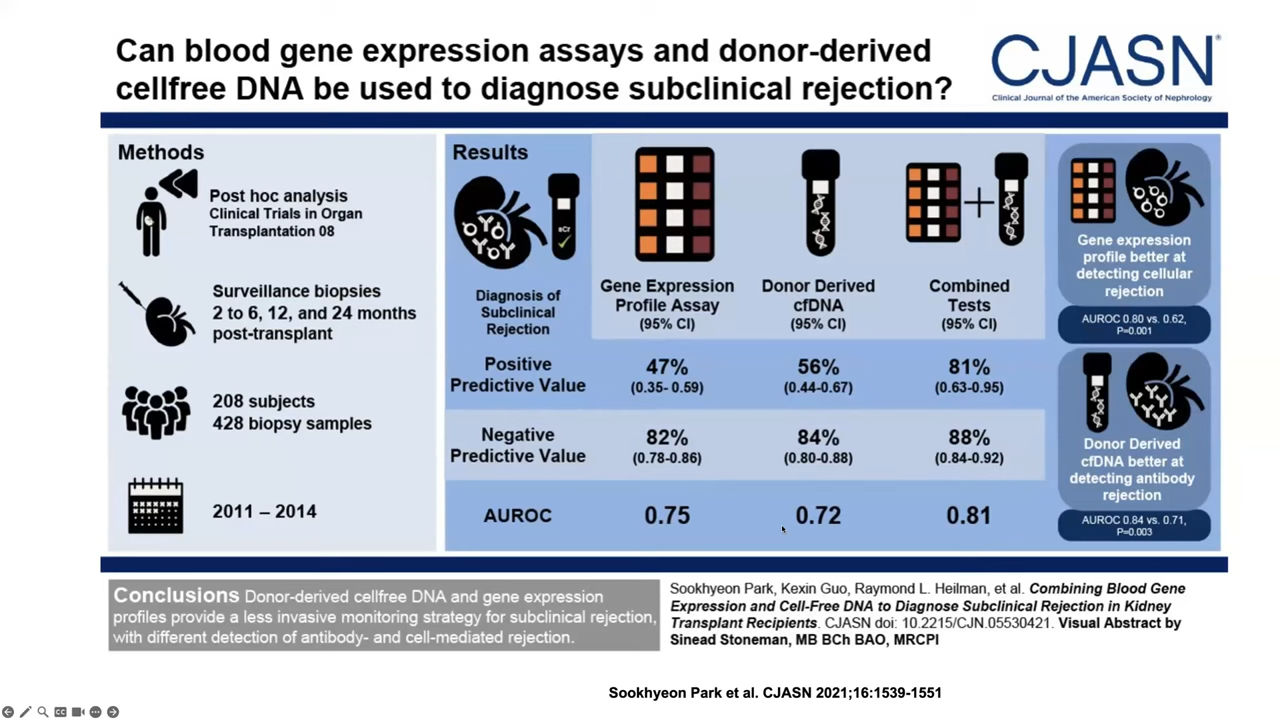 Can blood gene expression assays and donor-derived
cellfree DNA be used to diagnose subclinical rejection?
CJASN®
Clinical Journal of the American Society of Nephrology
Methods
Post hoc analysis
Clinical Trials in Organ
Transplantation 08
Surveillance biopsies
2 to 6, 12, and 24 months
post-transplant
208 subjects
428 biopsy samples
2011 – 2014
Results
sCr
Diagnosis of
Subclinical
Rejection
Gene Expression
Profile Assay
(95% CI)
Donor Derived
cfDNA
(95% CI)
Combined
Tests
(95% CI)
Positive
Predictive Value
47%
(0.35- 0.59)
56%
(0.44-0.67)
81%
(0.63-0.95)
Negative
Predictive Value
82%
(0.78-0.86)
84%
(0.80-0.88)
88%
(0.84-0.92)
AUROC
0.75
0.72
0.81
Gene expression
profile better at
detecting cellular
rejection
AUROC 0.80 vs. 0.62,
P=0.001
Donor Derived
cfDNA better at
detecting antibody
rejection
AUROC 0.84 vs. 0.71,
P=0.003
Conclusions Donor-derived cellfree DNA and gene expression
profiles provide a less invasive monitoring strategy for subclinical rejection,
with different detection of antibody- and cell-mediated rejection.
Sookhyeon Park, Kexin Guo, Raymond L. Heilman, et al. Combining Blood Gene
Expression and Cell-Free DNA to Diagnose Subclinical Rejection in Kidney
Transplant Recipients. CJASN doi: 10.2215/CJN.05530421. Visual Abstract by
Sinead Stoneman, MB BCh BAO, MRCPI
Sookhyeon Park et al. CJASN 2021;16:1539-1551